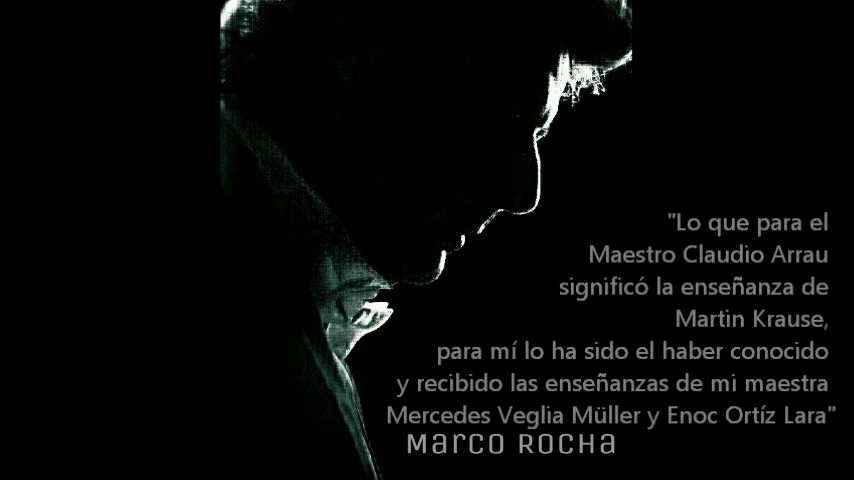 "Lo que para el
Maestro Claudio Arrau
significó la enseñanza de
Martin Krause,
para mí lo ha sido el haber conocido
y recibido las enseñanzas de mi maestra
Mercedes Veglia Müller y Enoc Ortíz Lara"
Marco Rocha